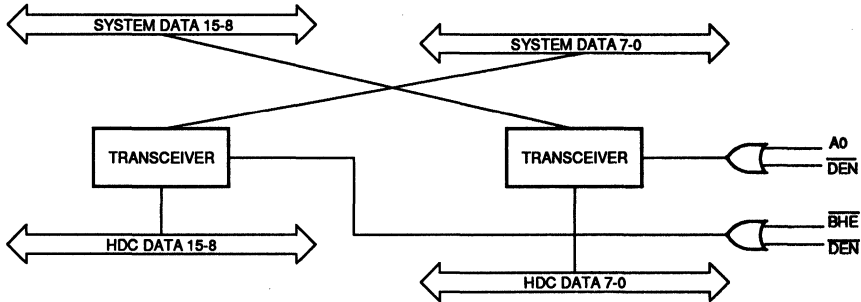 SYSTEM DATA 15-8
SYSTEM DATA 7-0
TRANSCEIVER
TRANSCEIVER
A0
DEN
HDC DATA 15-8
BHE
DEN
HDC DATA 7-0